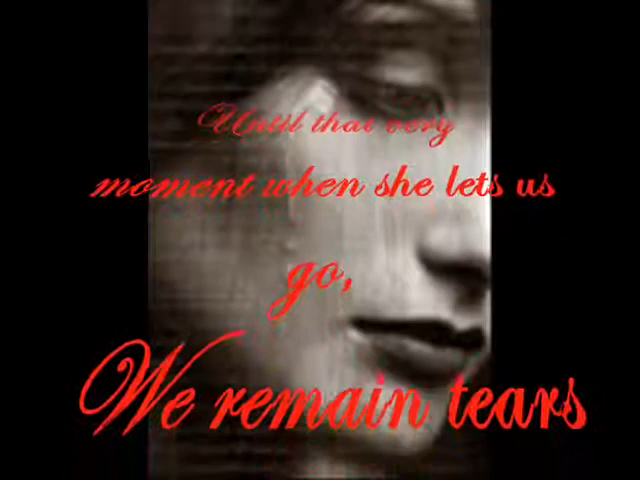 Until that very
moment when she lets us
go,
We remain tears